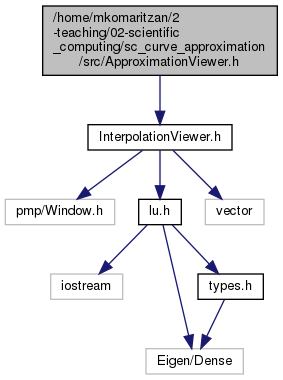 /home/mkomaritzan/2
-teaching/02-scientific
_computing/sc_curve_approximation
/src/ApproximationViewer.h
InterpolationViewer.h
pmp/Window.h
lu.h
vector
iostream
types.h
Eigen/Dense